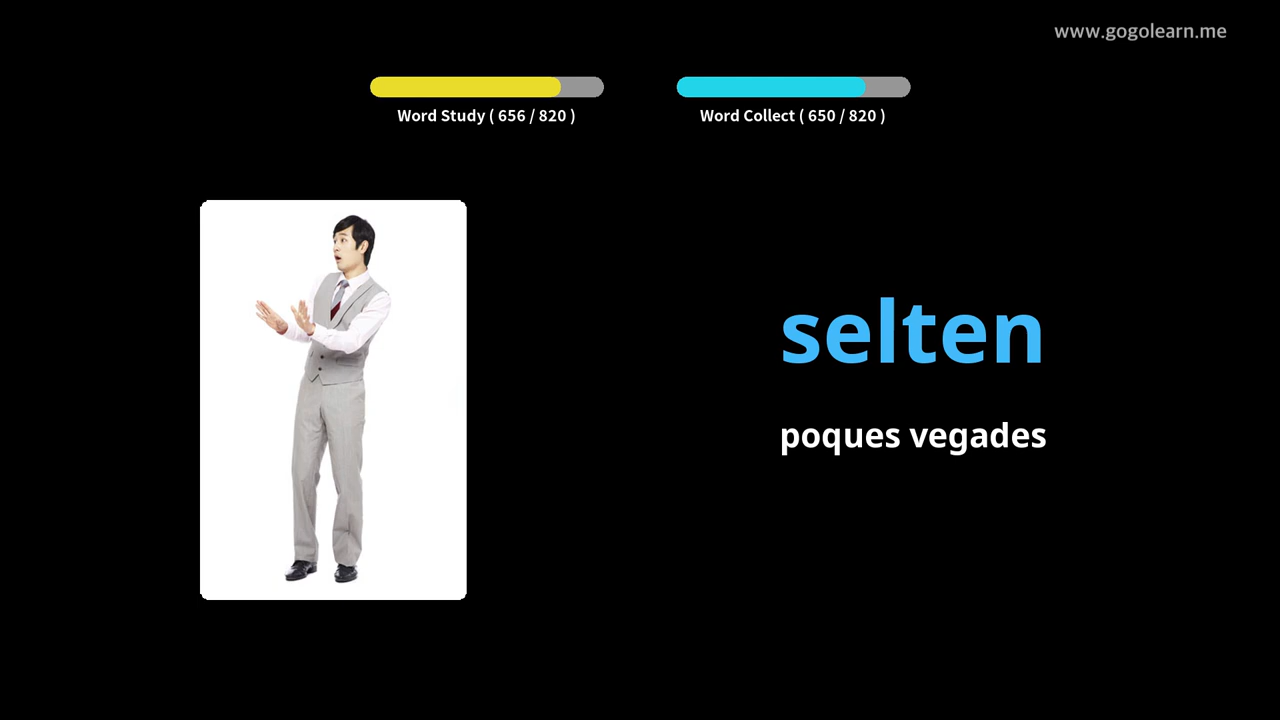 www.gogolearn.me
Word Study ( 656 / 820 )
Word Collect ( 650 / 820 )
selten
poques vegades